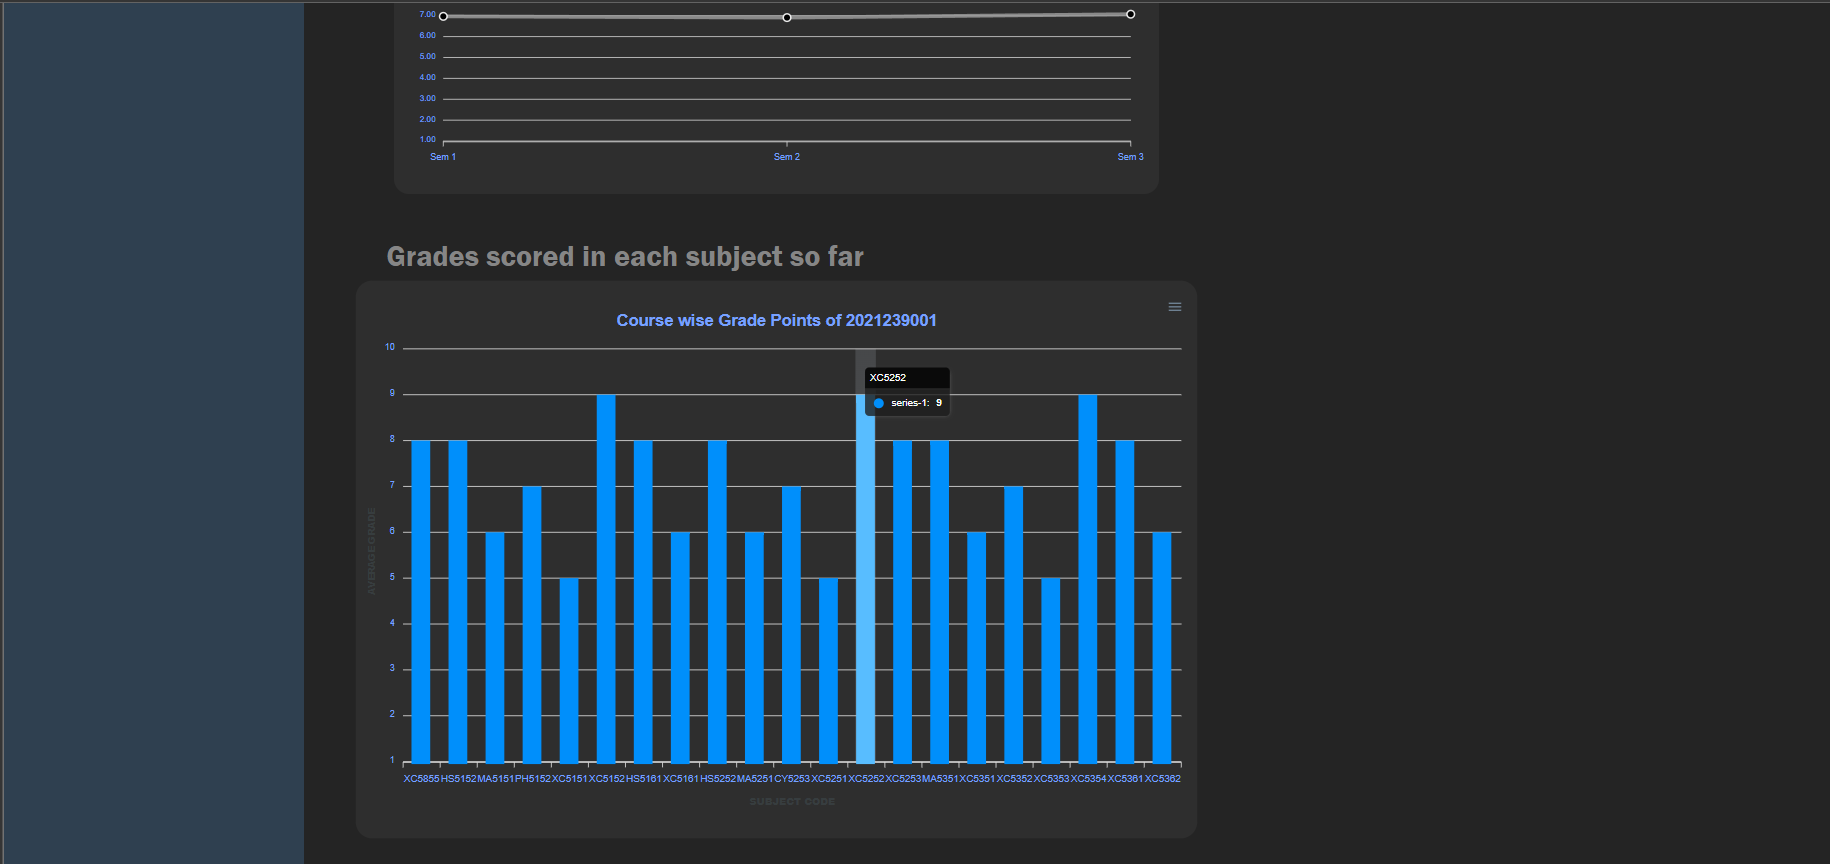 7.00
6.00
5.00
4.00
3.00
2.00
1.00
Sem 1 Sem 2 Sem 3
Grades scored in each subject so far
Course wise Grade Points of 2021239001
10
XC5252
9
series-1: 9
8
7
6
5
4
3
2
1
AVERAGE GRADE
XC5855 HS5152 MA5151 PH5152 XC5151 XC5152 HS5161 XC5161 HS5252 MA5251 CY5253 XC5251 XC5252 XC5253 MA5351 XC5351 XC5352 XC5353 XC5354 XC5361 XC5362
SUBJECT CODE